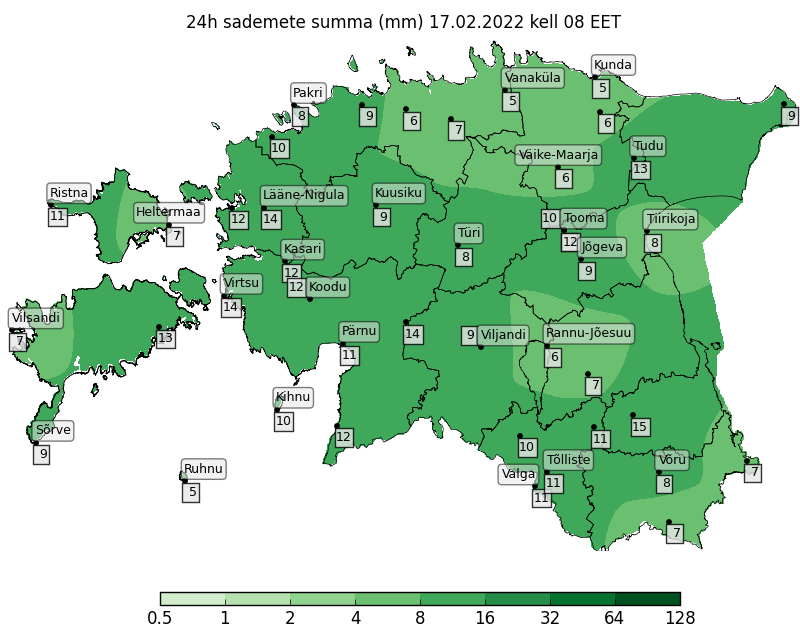 24h sademete summa (mm) 17.02.2022 kell 08 EET
Kunda
5
Vanaküla
5
Pakri
8
9
6
7
6
9
10
Tudu
13
Väike-Maarja
6
Ristna
11
Heltermaa
7
12
Lääne-Nigula
14
Kuusiku
9
Türi
8
10
Tooma
12
Jõgeva
9
Tiirikoja
8
Kasari
12
12
Koodu
Virtsu
14
Vilsandi
7
13
Pärnu
11
14
9
Viljandi
Rannu-Jõesuu
6
7
Kihnu
10
12
Sõrve
9
Ruhnu
5
10
11
15
Tõlliste
11
Valga
11
Võru
8
7
7
0.5 1 2 4 8 16 32 64 128